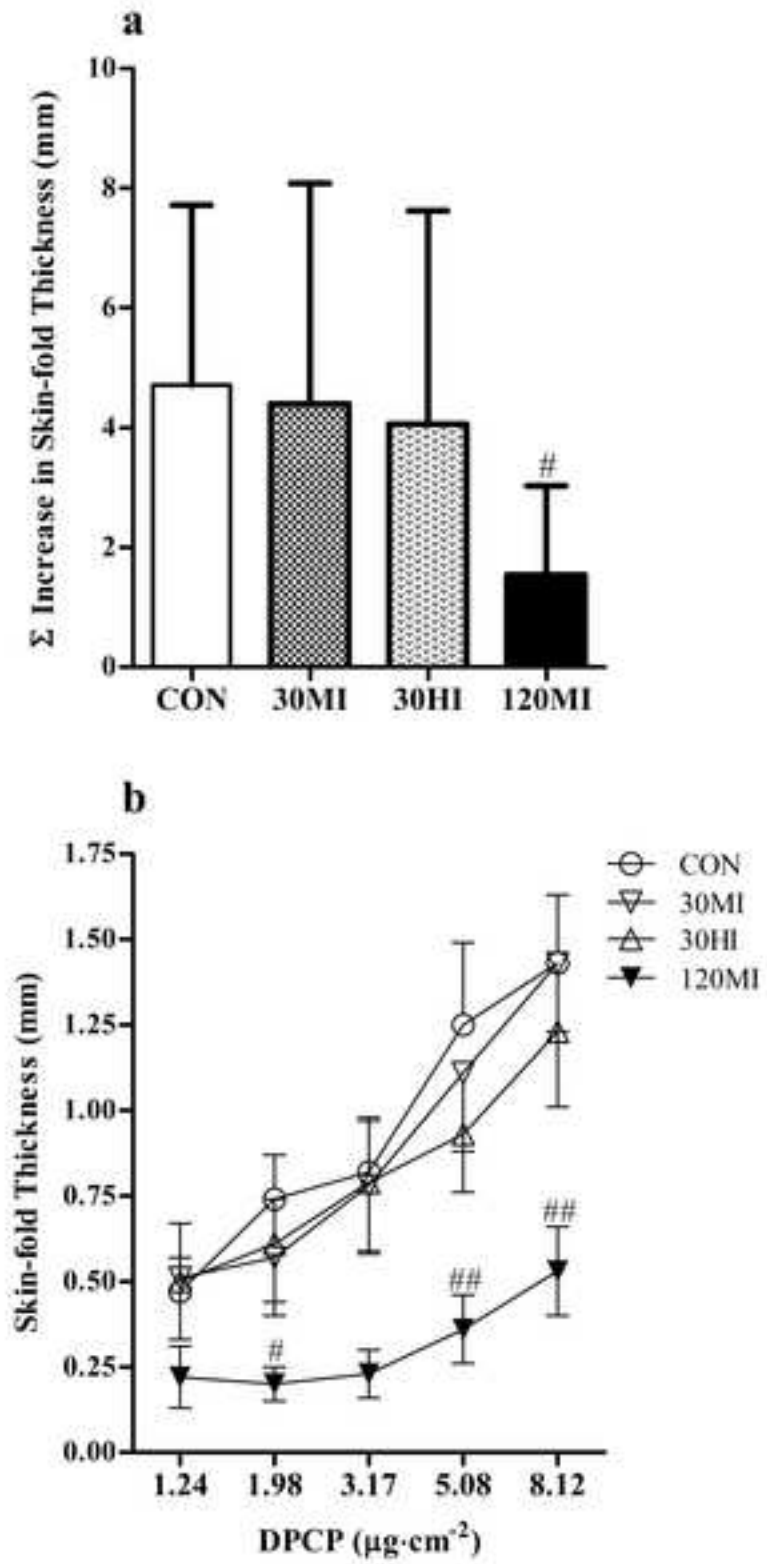 a
Σ Increase in Skin-fold Thickness (mm)
10
8
6
4
2
0
#
CON 30MI 30HI 120MI
b
Skin-fold Thickness (mm)
1.75
1.50
1.25
1.00
0.75
0.50
0.25
0.00
CON
30MI
30HI
120MI
#
##
##
1.24 1.98 3.17 5.08 8.12
DPCP (µg·cm⁻²)